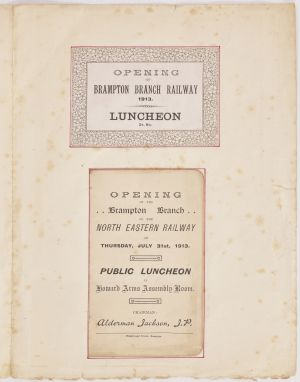 OPENING
OF
BRAMPTON BRANCH RAILWAY
1913.
LUNCHEON
OPENING
OF THE
. . Brampton Branch . .
OF THE
NORTH EASTERN RAILWAY
ON
THURSDAY, JULY 31st, 1913.
PUBLIC LUNCHEON
IN
Howard Arms Assembly Room.
CHAIRMAN:
Alderman Jackson, J.P.